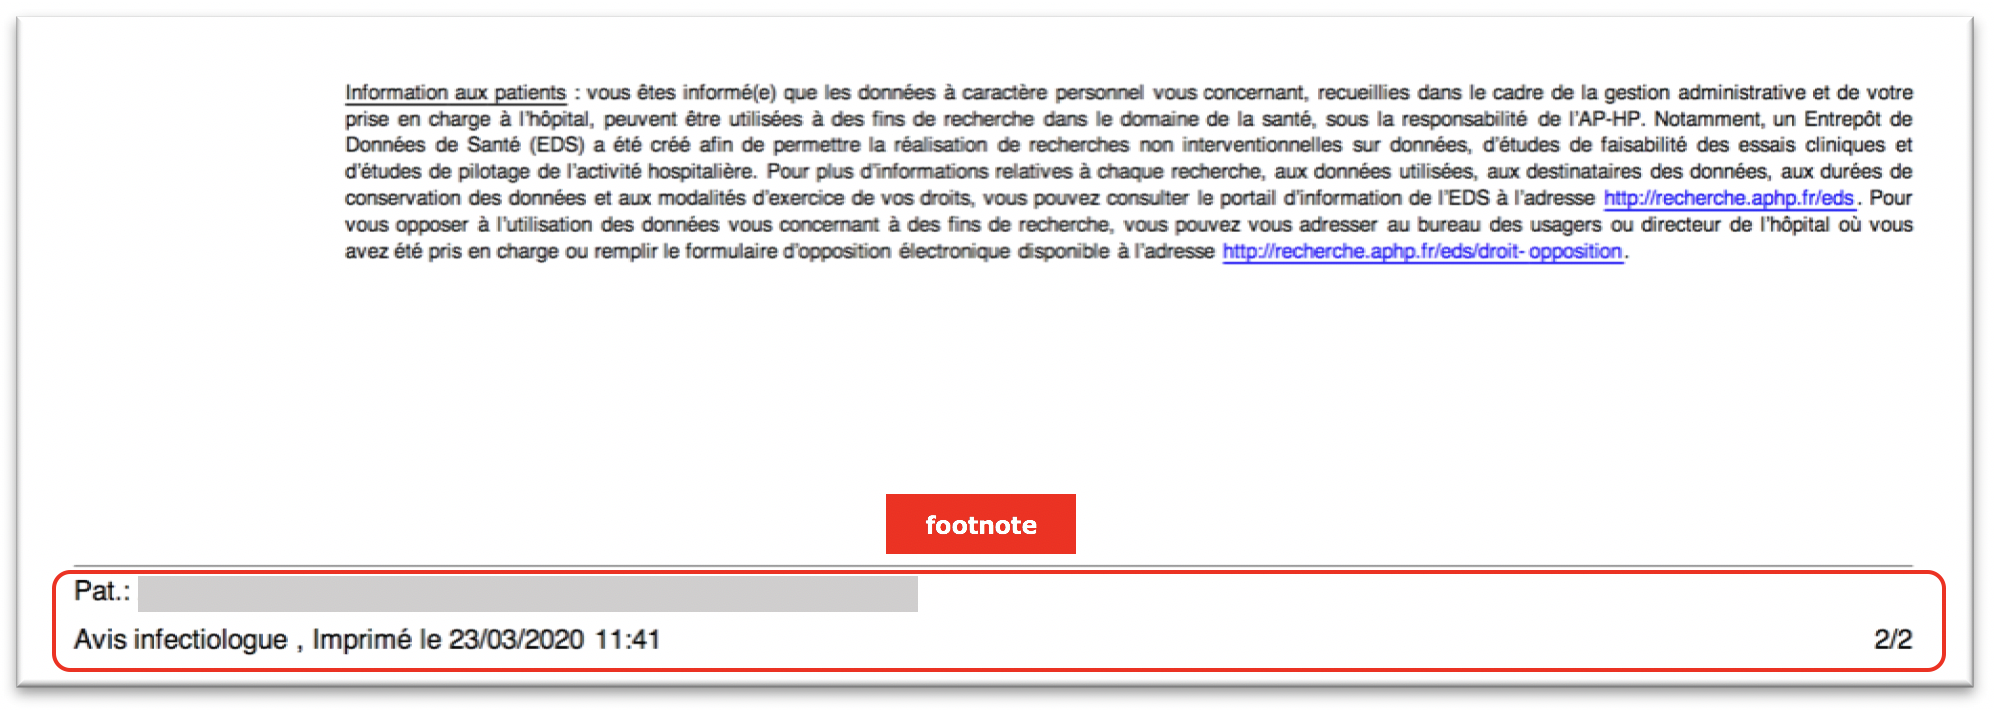 Information aux patients : vous êtes informé(e) que les données à caractère personnel vous concernant, recueillies dans le cadre de la gestion administrative et de votre
prise en charge à l'hôpital, peuvent être utilisées à des fins de recherche dans le domaine de la santé, sous la responsabilité de l'AP-HP. Notamment, un Entrepôt de
Données de Santé (EDS) a été créé afin de permettre la réalisation de recherches non interventionnelles sur données, d'études de faisabilité des essais cliniques et
d'études de pilotage de l'activité hospitalière. Pour plus d'informations relatives à chaque recherche, aux données utilisées, aux destinataires des données, aux durées de
conservation des données et aux modalités d'exercice de vos droits, vous pouvez consulter le portail d'information de l'EDS à l'adresse http://recherche.aphp.fr/eds. Pour
vous opposer à l'utilisation des données vous concernant à des fins de recherche, vous pouvez vous adresser au bureau des usagers ou directeur de l'hôpital où vous
avez été pris en charge ou remplir le formulaire d'opposition électronique disponible à l'adresse http://recherche.aphp.fr/eds/droit- opposition.
footnote
Pat.:
Avis infectiologue , Imprimé le 23/03/2020 11:41 2/2